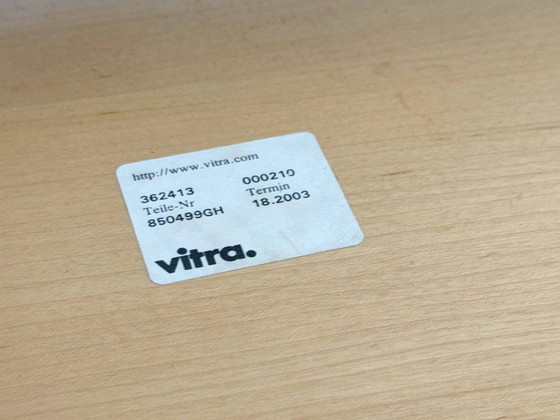 http://www.vitra.com
362413 000210
Teile-Nr Termin
850499GH 18.2003
vitra.